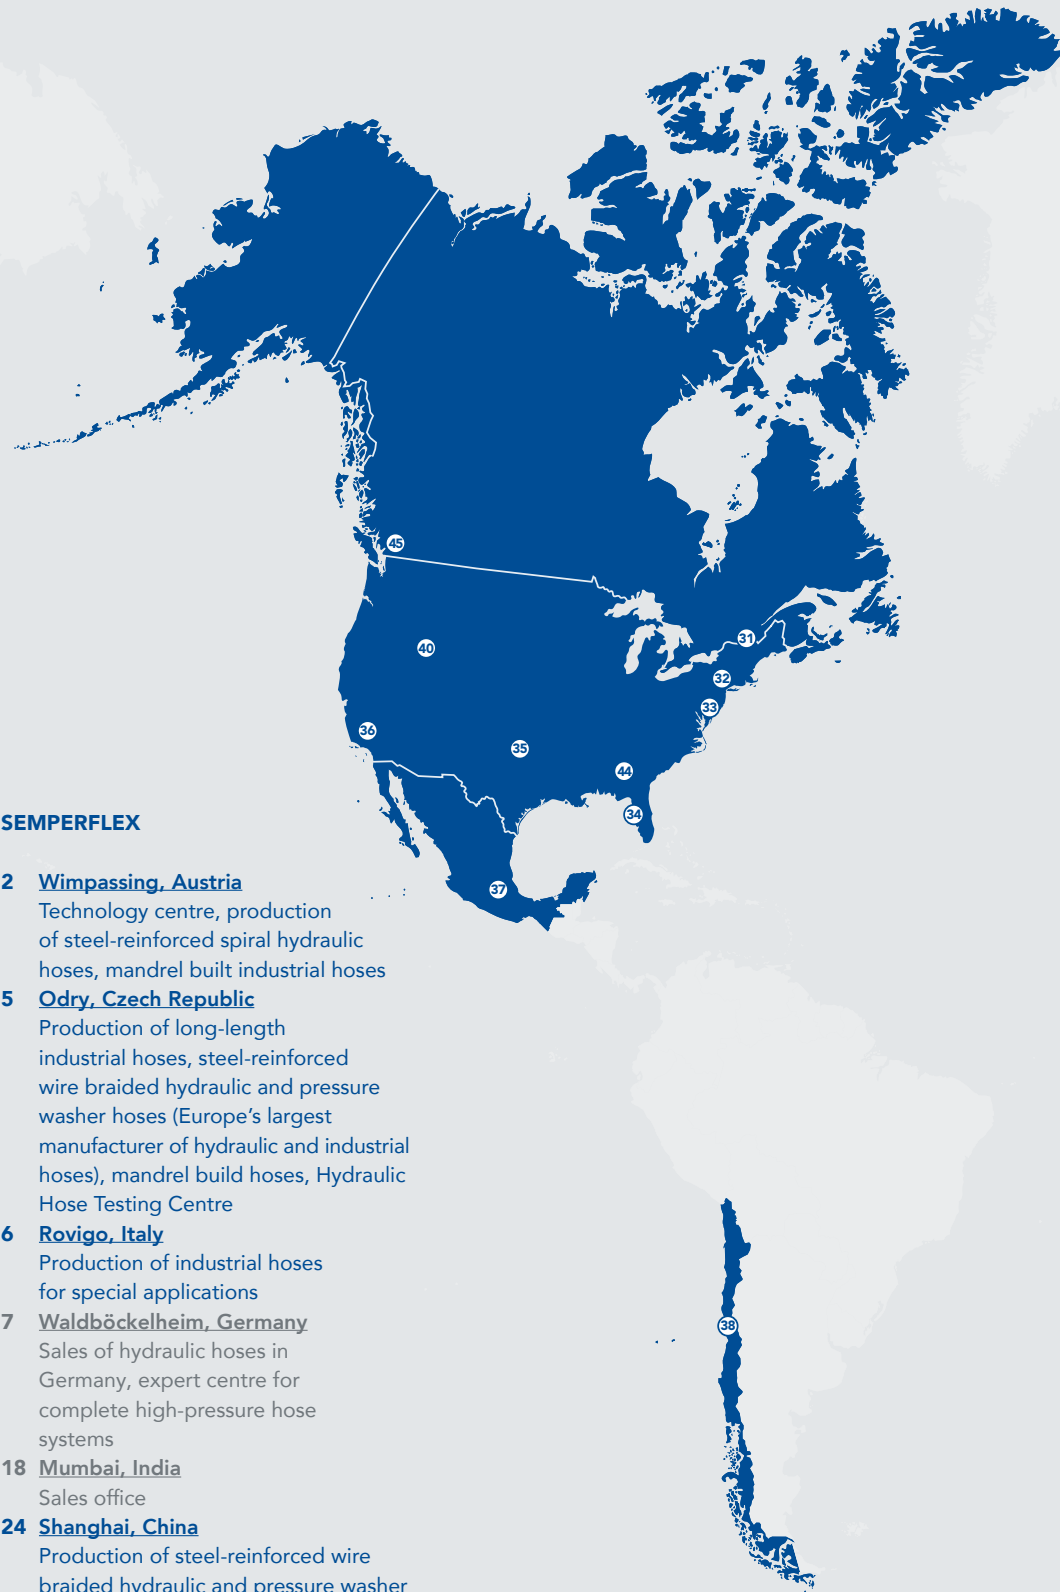 45
31
40
32
33
36
35
44
34
37
38
SEMPERFLEX
2 Wimpassing, Austria
Technology centre, production
of steel-reinforced spiral hydraulic
hoses, mandrel built industrial hoses
5 Odry, Czech Republic
Production of long-length
industrial hoses, steel-reinforced
wire braided hydraulic and pressure
washer hoses (Europe’s largest
manufacturer of hydraulic and industrial
hoses), mandrel build hoses, Hydraulic
Hose Testing Centre
6 Rovigo, Italy
Production of industrial hoses
for special applications
7 Waldböckelheim, Germany
Sales of hydraulic hoses in
Germany, expert centre for
complete high-pressure hose
systems
18 Mumbai, India
Sales office
24 Shanghai, China
Production of steel-reinforced wire
braided hydraulic and pressure washer